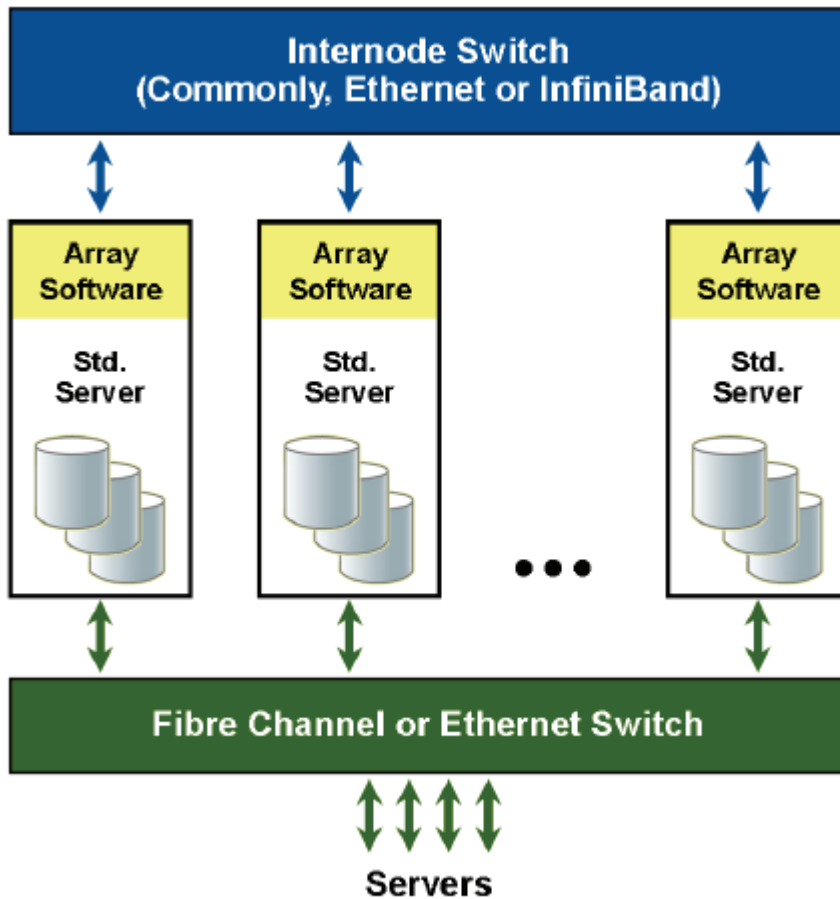 Internode Switch
(Commonly, Ethernet or InfiniBand)
Array
Software
Std.
Server
Array
Software
Std.
Server
Array
Software
Std.
Server
Fibre Channel or Ethernet Switch
Servers